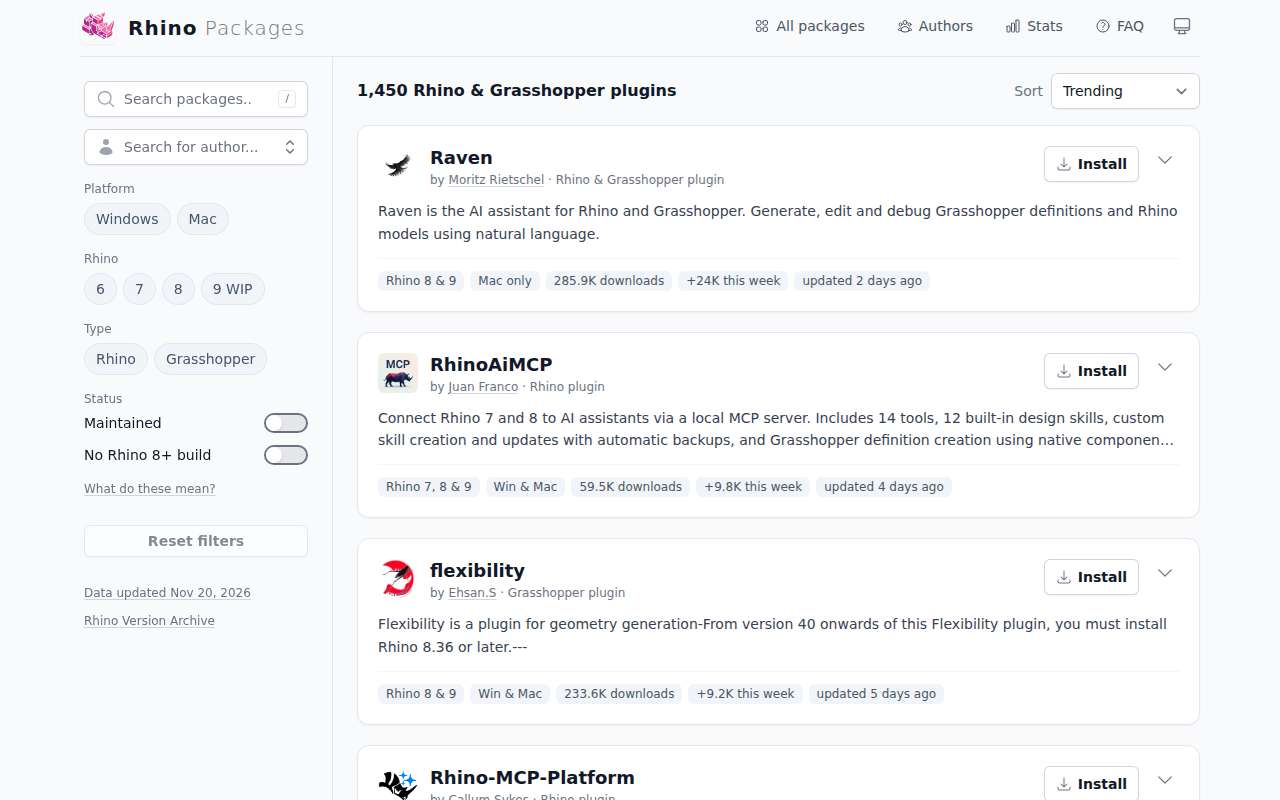 Rhino Packages
All packages
Authors
Stats
FAQ
Search packages..
/
Search for author...
Platform
Windows
Mac
Rhino
6
7
8
9 WIP
Type
Rhino
Grasshopper
Status
Maintained
No Rhino 8+ build
What do these mean?
Reset filters
Data updated Nov 20, 2026
Rhino Version Archive
1,450 Rhino & Grasshopper plugins
Sort
Trending
Raven
by Moritz Rietschel · Rhino & Grasshopper plugin
Install
Raven is the AI assistant for Rhino and Grasshopper. Generate, edit and debug Grasshopper definitions and Rhino
models using natural language.
Rhino 8 & 9
Mac only
285.9K downloads
+24K this week
updated 2 days ago
MCP
RhinoAiMCP
by Juan Franco · Rhino plugin
Install
Connect Rhino 7 and 8 to AI assistants via a local MCP server. Includes 14 tools, 12 built-in design skills, custom
skill creation and updates with automatic backups, and Grasshopper definition creation using native componen…
Rhino 7, 8 & 9
Win & Mac
59.5K downloads
+9.8K this week
updated 4 days ago
flexibility
by Ehsan.S · Grasshopper plugin
Install
Flexibility is a plugin for geometry generation-From version 40 onwards of this Flexibility plugin, you must install
Rhino 8.36 or later.---
Rhino 8 & 9
Win & Mac
233.6K downloads
+9.2K this week
updated 5 days ago
Rhino-MCP-Platform
by Callum Sykes · Rhino plugin
Install